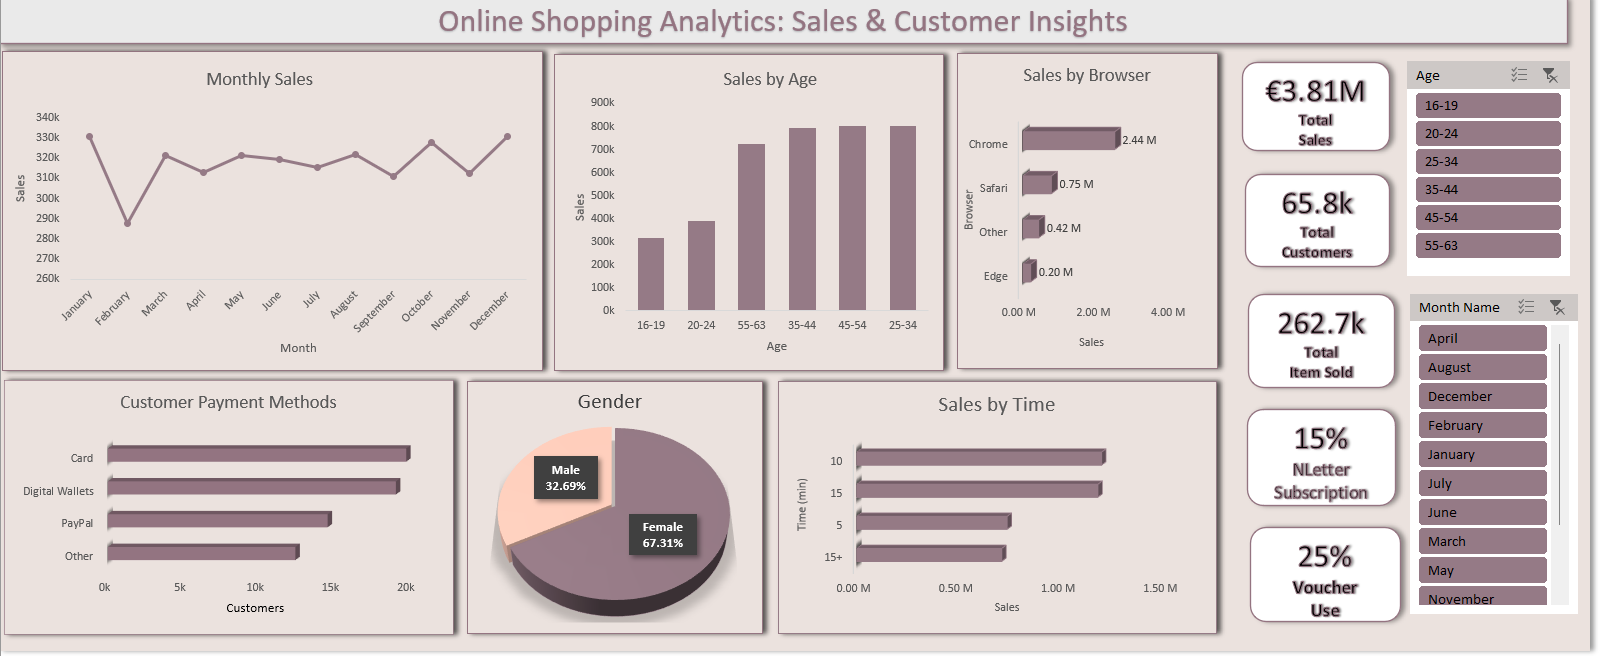 Online Shopping Analytics: Sales & Customer Insights
Monthly Sales
340k
330k
320k
310k
300k
290k
280k
270k
260k
Sales
January
February
March
April
May
June
July
August
September
October
November
December
Month
Sales by Age
900k
800k
700k
600k
500k
400k
300k
200k
100k
0k
Sales
16-19
20-24
55-63
35-44
45-54
25-34
Age
Sales by Browser
Browser
Chrome
2.44 M
Safari
0.75 M
Other
0.42 M
Edge
0.20 M
0.00 M
2.00 M
4.00 M
Sales
€3.81M
Total
Sales
65.8k
Total
Customers
262.7k
Total
Item Sold
15%
NLetter
Subscription
25%
Voucher
Use
Age
16-19
20-24
25-34
35-44
45-54
55-63
Month Name
April
August
December
February
January
July
June
March
May
November
Customer Payment Methods
Card
Digital Wallets
PayPal
Other
0k
5k
10k
15k
20k
Customers
Gender
Male
32.69%
Female
67.31%
Sales by Time
Time (min)
10
15
5
15+
0.00 M
0.50 M
1.00 M
1.50 M
Sales